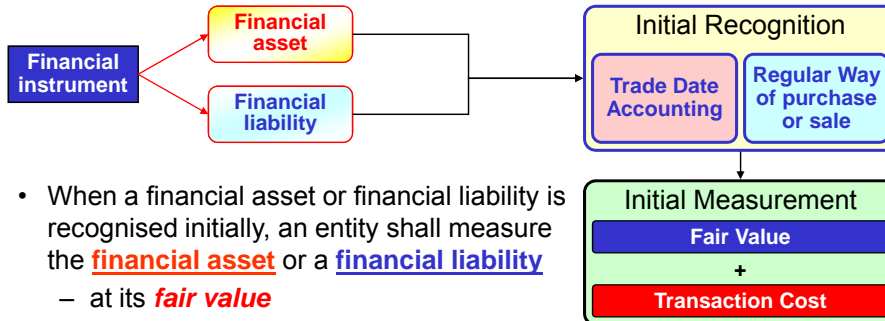 Financial
instrument
Financial
asset
Financial
liability
Initial Recognition
Trade Date
Accounting
Regular Way
of purchase
or sale
• When a financial asset or financial liability is
recognised initially, an entity shall measure
the financial asset or a financial liability
– at its fair value
Initial Measurement
Fair Value
+
Transaction Cost